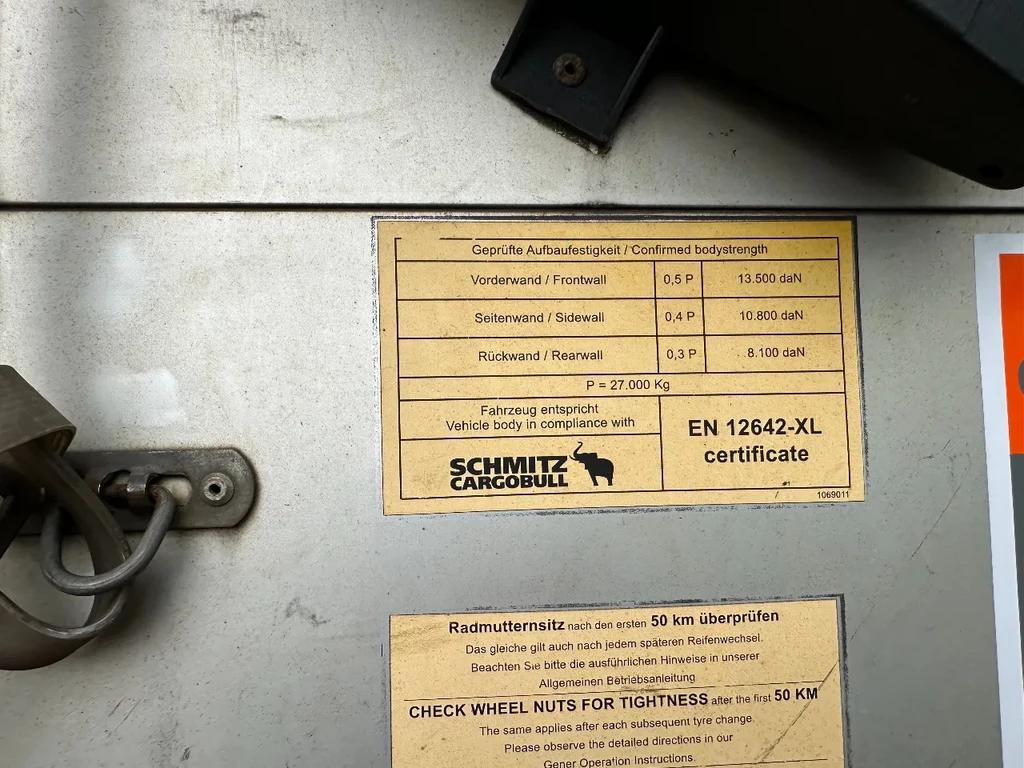 Geprüfte Aufbaufestigkeit / Confirmed bodystrength
Vorderwand / Frontwall 0,5 P 13.500 daN
Seitenwand / Sidewall 0,4 P 10.800 daN
Rückwand / Rearwall 0,3 P 8.100 daN
P = 27.000 Kg
Fahrzeug entspricht
Vehicle body in compliance with
EN 12642-XL
certificate
SCHMITZ
CARGOBULL
1069011
Radmutternsitz nach den ersten 50 km überprüfen
Das gleiche gilt auch nach jedem späteren Reifenwechsel.
Beachten Sie bitte die ausführlichen Hinweise in unserer
Allgemeinen Betriebsanleitung
CHECK WHEEL NUTS FOR TIGHTNESS after the first 50 KM
The same applies after each subsequent tyre change.
Please observe the detailed directions in our
Gener Operation Instructions.